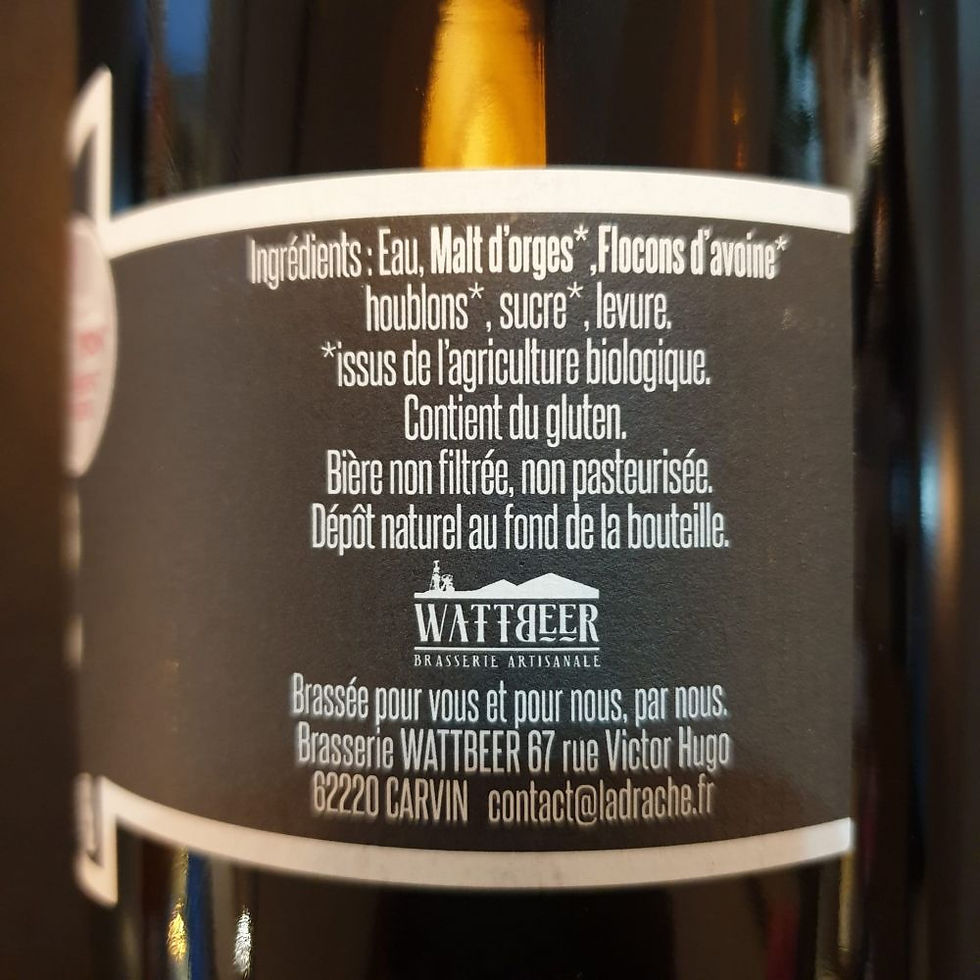 Ingrédients : Eau, Malt d'orges* ,Flocons d'avoine*
houblons* , sucre* , levure.
*issus de l'agriculture biologique.
Contient du gluten.
Bière non filtrée, non pasteurisée.
Dépôt naturel au fond de la bouteille.
WATTBEER
BRASSERIE ARTISANALE
Brassée pour vous et pour nous, par nous.
Brasserie WATTBEER 67 rue Victor Hugo
62220 CARVIN contact@ladrache.fr